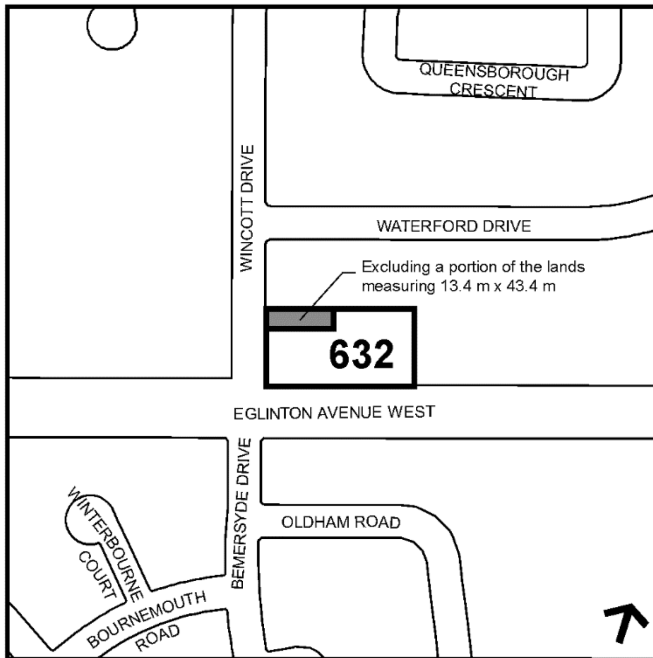 QUEENSBOROUGH
CRESCENT
WINCOTT DRIVE
WATERFORD DRIVE
Excluding a portion of the lands
measuring 13.4 m x 43.4 m
632
EGLINTON AVENUE WEST
BEMERSYDE DRIVE
WINTERBOURNE
COURT
OLDHAM ROAD
BOURNEMOUTH
ROAD